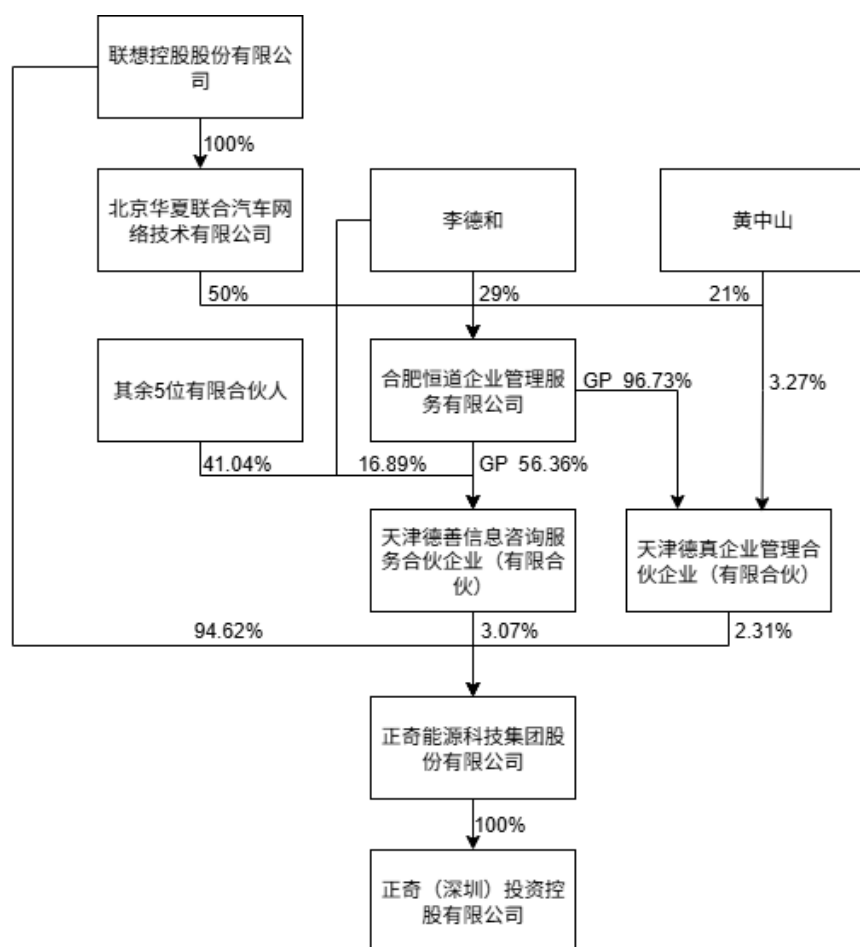 联想控股股份有限公
司
100%
北京华夏联合汽车网
络技术有限公司
李德和
黄中山
50%
29%
21%
其余5位有限合伙人
合肥恒道企业管理服
务有限公司
GP 96.73%
3.27%
41.04%
16.89%
GP 56.36%
天津德善信息咨询服
务合伙企业（有限合
伙）
天津德真企业管理合
伙企业（有限合伙）
94.62%
3.07%
2.31%
正奇能源科技集团股
份有限公司
100%
正奇（深圳）投资控
股有限公司